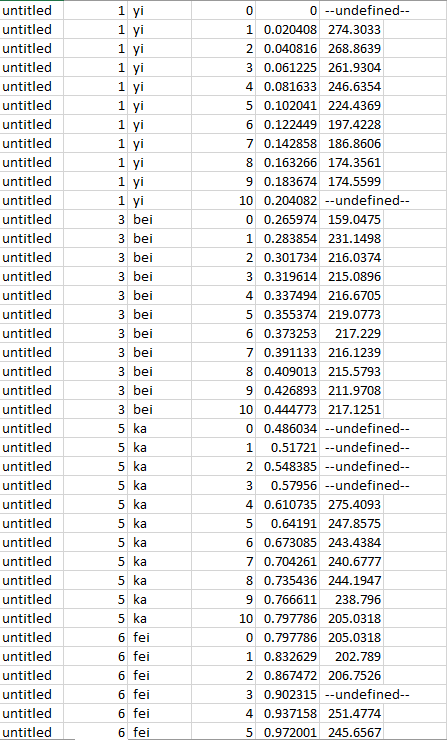 untitled 1 yi 0 0 --undefined--
untitled 1 yi 1 0.020408 274.3033
untitled 1 yi 2 0.040816 268.8639
untitled 1 yi 3 0.061225 261.9304
untitled 1 yi 4 0.081633 246.6354
untitled 1 yi 5 0.102041 224.4369
untitled 1 yi 6 0.122449 197.4228
untitled 1 yi 7 0.142858 186.8606
untitled 1 yi 8 0.163266 174.3561
untitled 1 yi 9 0.183674 174.5599
untitled 1 yi 10 0.204082 --undefined--
untitled 3 bei 0 0.265974 159.0475
untitled 3 bei 1 0.283854 231.1498
untitled 3 bei 2 0.301734 216.0374
untitled 3 bei 3 0.319614 215.0896
untitled 3 bei 4 0.337494 216.6705
untitled 3 bei 5 0.355374 219.0773
untitled 3 bei 6 0.373253 217.229
untitled 3 bei 7 0.391133 216.1239
untitled 3 bei 8 0.409013 215.5793
untitled 3 bei 9 0.426893 211.9708
untitled 3 bei 10 0.444773 217.1251
untitled 5 ka 0 0.486034 --undefined--
untitled 5 ka 1 0.51721 --undefined--
untitled 5 ka 2 0.548385 --undefined--
untitled 5 ka 3 0.57956 --undefined--
untitled 5 ka 4 0.610735 275.4093
untitled 5 ka 5 0.64191 247.8575
untitled 5 ka 6 0.673085 243.4384
untitled 5 ka 7 0.704261 240.6777
untitled 5 ka 8 0.735436 244.1947
untitled 5 ka 9 0.766611 238.796
untitled 5 ka 10 0.797786 205.0318
untitled 6 fei 0 0.797786 205.0318
untitled 6 fei 1 0.832629 202.789
untitled 6 fei 2 0.867472 206.7526
untitled 6 fei 3 0.902315 --undefined--
untitled 6 fei 4 0.937158 251.4774
untitled 6 fei 5 0.972001 245.6567